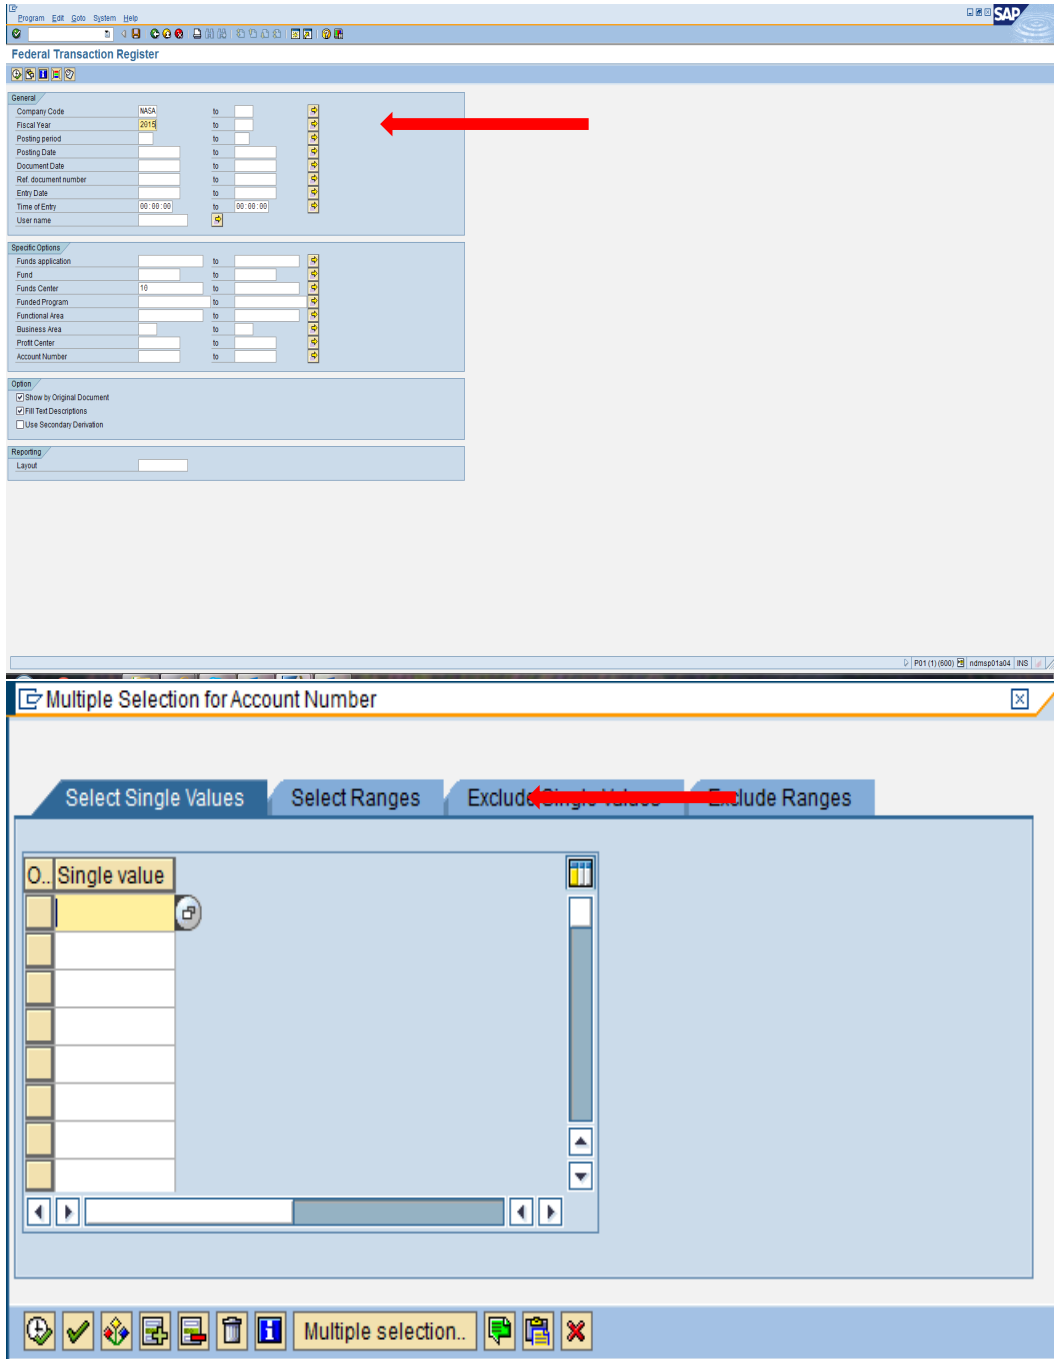 Program Edit Goto System Help
SAP
Federal Transaction Register
General
Company Code NASA to
Fiscal Year 2015 to
Posting period to
Posting Date to
Document Date to
Ref. document number to
Entry Date to
Time of Entry 00:00:00 to 00:00:00
User name
Specific Options
Funds application to
Fund to
Funds Center 10 to
Funded Program to
Functional Area to
Business Area to
Profit Center to
Account Number to
Option
Show by Original Document
Fill Text Descriptions
Use Secondary Derivation
Reporting
Layout
P01 (1) (600) ndmsp01a04 INS
Multiple Selection for Account Number
Select Single Values Select Ranges Exclude Single Values Exclude Ranges
O.. Single value
Multiple selection..